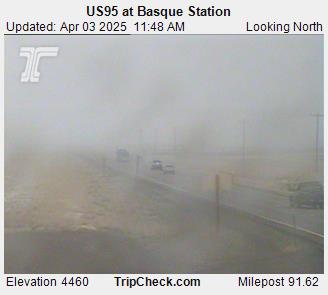 US95 at Basque Station
Updated: Apr 03 2025 11:48 AM Looking North
Elevation 4460 TripCheck.com Milepost 91.62